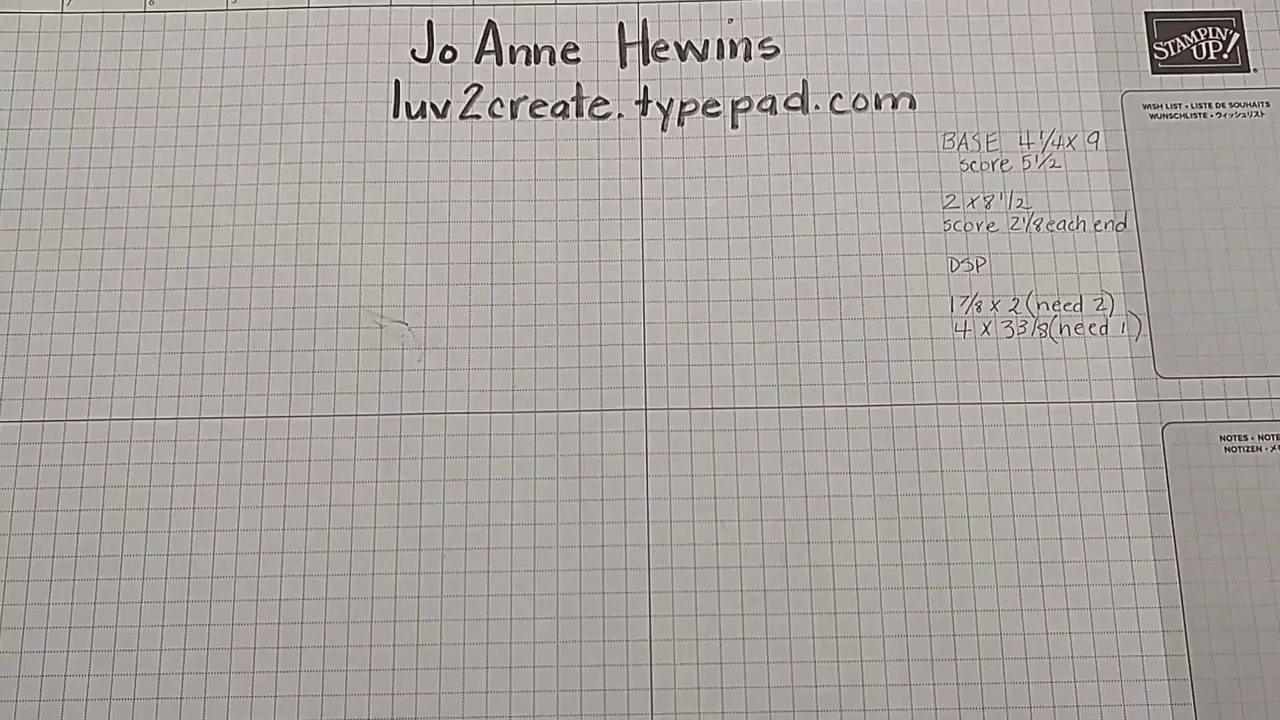 Jo Anne Hewins
luv2create.typepad.com
STAMPIN' UP!
WISH LIST • LISTE DE SOUHAITS
WUNSCHLISTE • ウィッシュリスト
BASE 4 1/4 x 9
score 5 1/2
2 x 8 1/2
score 2 1/8 each end
DSP
1 7/8 x 2 (need 2)
4 x 3 3/8 (need 1)
NOTES • NOTE
NOTIZEN •
7
6
5